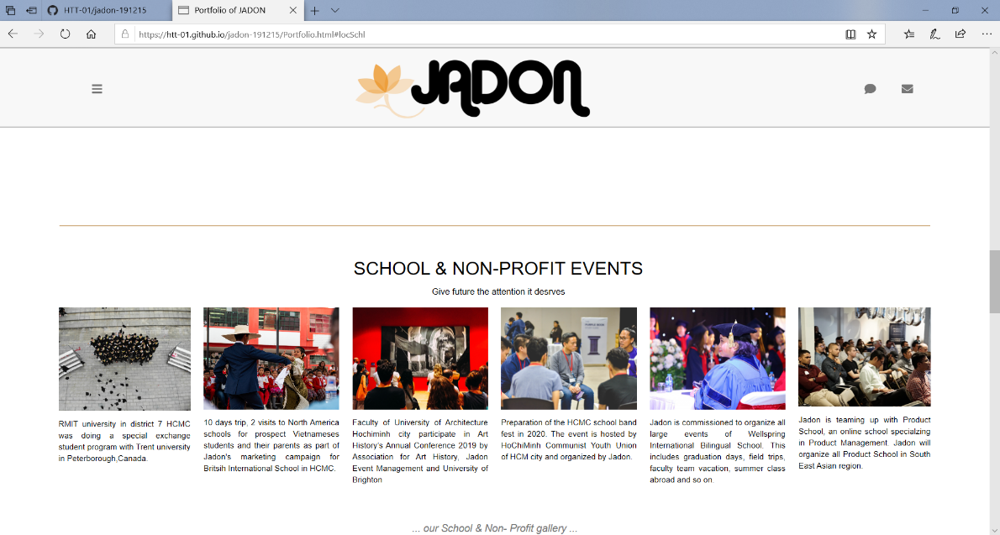 HTT-01/jadon-191215
Portfolio of JADON
https://htt-01.github.io/jadon-191215/Portfolio.html#locSchl
JADON
SCHOOL & NON-PROFIT EVENTS
Give future the attention it desrves
RMIT university in district 7 HCMC
was doing a special exchange
student program with Trent university
in Peterborough,Canada.
10 days trip, 2 visits to North America
schools for prospect Vietnameses
students and their parents as part of
Jadon's marketing campaign for
Britsih International School in HCMC.
Faculty of University of Architecture
Hochiminh city participate in Art
History's Annual Conference 2019 by
Association for Art History, Jadon
Event Management and University of
Brighton
Preparation of the HCMC school band
fest in 2020. The event is hosted by
HoChiMinh Communist Youth Union
of HCM city and organized by Jadon.
Jadon is commissioned to organize all
large events of Wellspring
International Bilingual School. This
includes graduation days, field trips,
faculty team vacation, summer class
abroad and so on.
Jadon is teaming up with Product
School, an online school specialzing
in Product Management. Jadon will
organize all Product School in South
East Asian region.
... our School & Non- Profit gallery ...